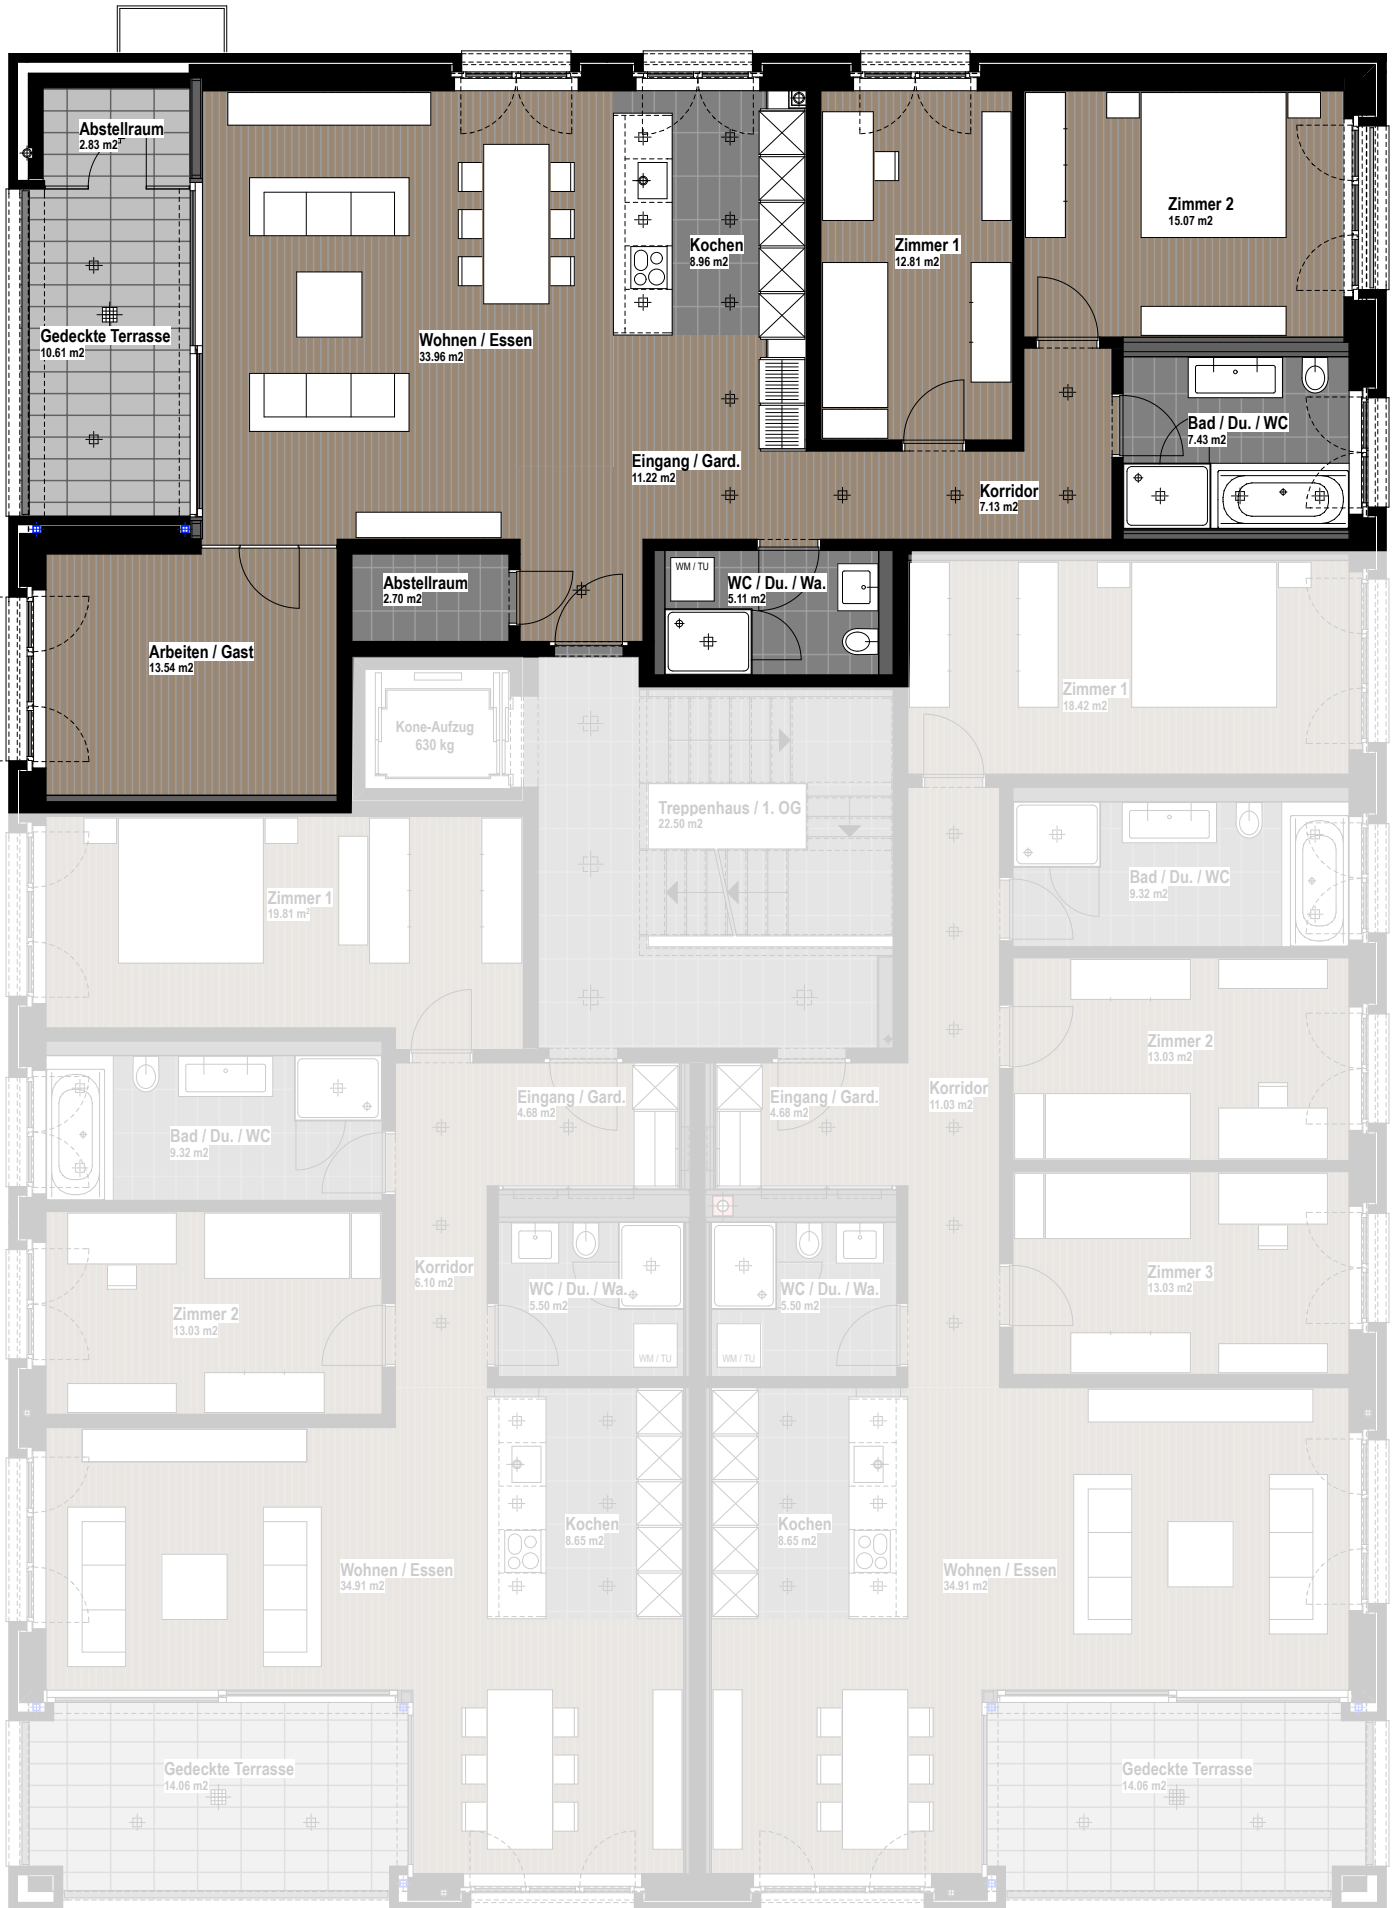 Abstellraum
2.83 m2
Gedeckte Terrasse
10.61 m2
Wohnen / Essen
33.96 m2
Kochen
8.96 m2
Zimmer 1
12.81 m2
Zimmer 2
15.07 m2
Bad / Du. / WC
7.43 m2
Eingang / Gard.
11.22 m2
Korridor
7.13 m2
Abstellraum
2.70 m2
WM / TU
WC / Du. / Wa.
5.11 m2
Arbeiten / Gast
13.54 m2
Zimmer 1
18.42 m2
Kone-Aufzug
630 kg
Treppenhaus / 1. OG
22.50 m2
Zimmer 1
19.81 m²
Bad / Du. / WC
9.32 m2
Zimmer 2
13.03 m2
Eingang / Gard.
4.68 m2
Eingang / Gard.
4.68 m2
Korridor
11.03 m2
Bad / Du. / WC
9.32 m2
Korridor
6.10 m2
WC / Du. / Wa.
5.50 m2
WM / TU
WC / Du. / Wa.
5.50 m2
WM / TU
Zimmer 3
13.03 m2
Zimmer 2
13.03 m2
Kochen
8.65 m2
Kochen
8.65 m2
Wohnen / Essen
34.91 m2
Wohnen / Essen
34.91 m2
Gedeckte Terrasse
14.06 m2
Gedeckte Terrasse
14.06 m2